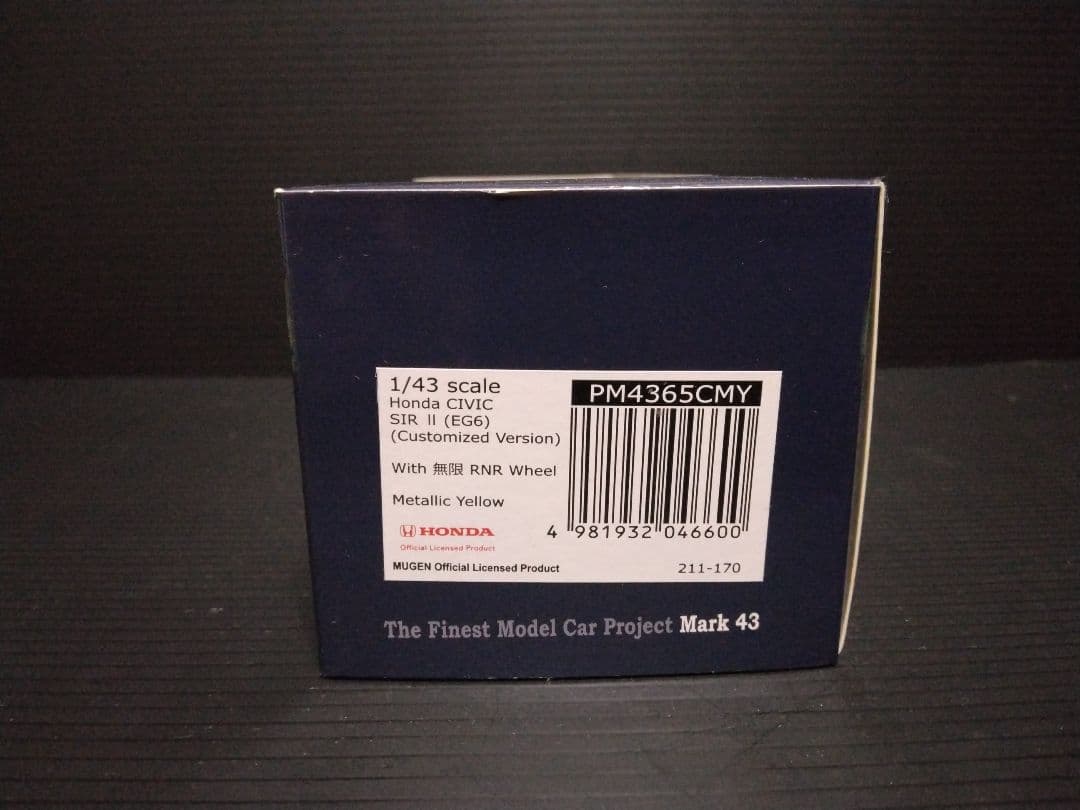 1/43 scale
Honda CIVIC
SIR Ⅱ (EG6)
(Customized Version)
With 無限 RNR Wheel
Metallic Yellow
HONDA
Official Licensed Product
MUGEN Official Licensed Product
PM4365CMY
4 981932 046600
211-170
The Finest Model Car Project Mark 43